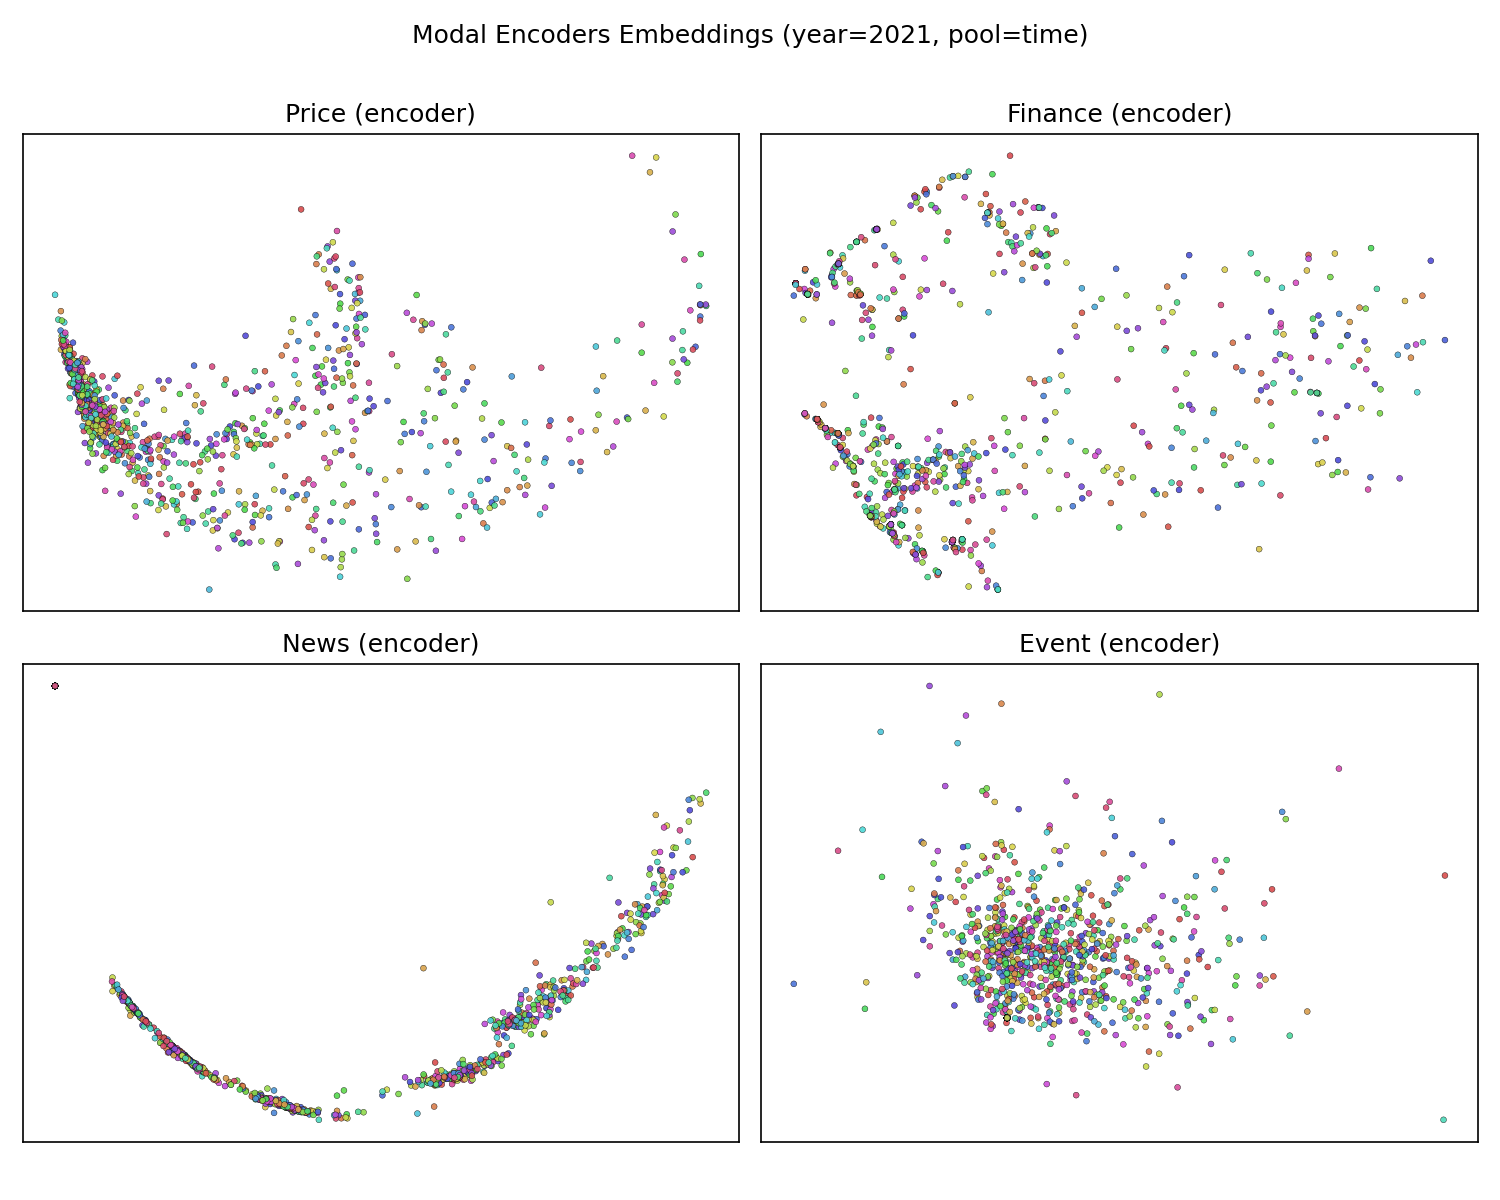 Modal Encoders Embeddings (year=2021, pool=time)
Price (encoder)
Finance (encoder)
News (encoder)
Event (encoder)